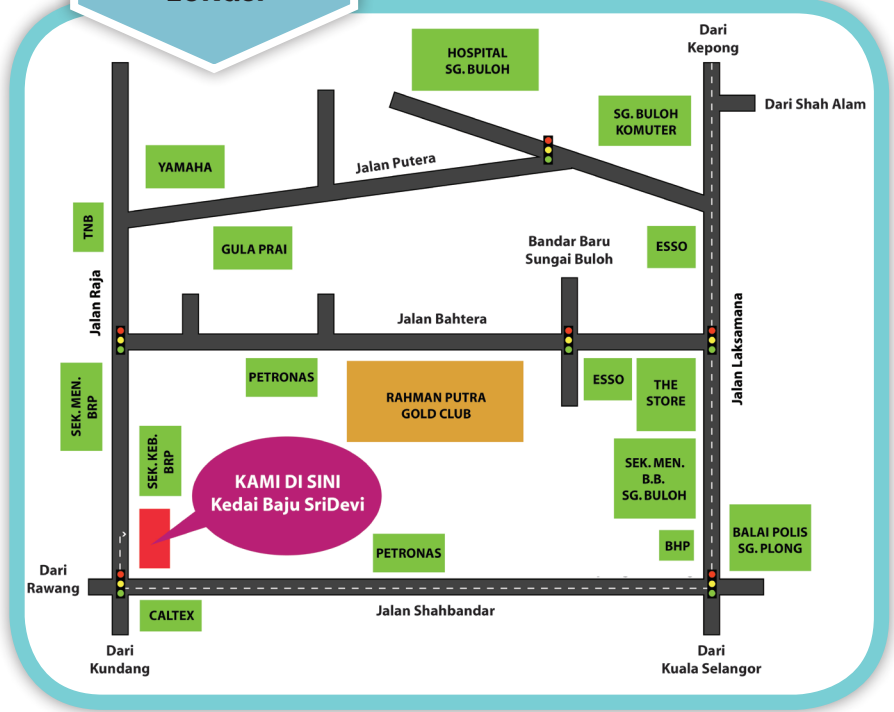 Dari
Kepong
HOSPITAL
SG. BULOH
Dari Shah Alam
SG. BULOH
KOMUTER
YAMAHA
Jalan Putera
TNB
GULA PRAI
Bandar Baru
Sungai Buloh
ESSO
Jalan Raja
Jalan Bahtera
Jalan Laksamana
PETRONAS
RAHMAN PUTRA
GOLD CLUB
ESSO
THE
STORE
SEK. MEN.
BRP
SEK. KEB.
BRP
KAMI DI SINI
Kedai Baju SriDevi
SEK. MEN.
B.B.
SG. BULOH
BALAI POLIS
SG. PLONG
BHP
PETRONAS
Dari
Rawang
CALTEX
Jalan Shahbandar
Dari
Kundang
Dari
Kuala Selangor